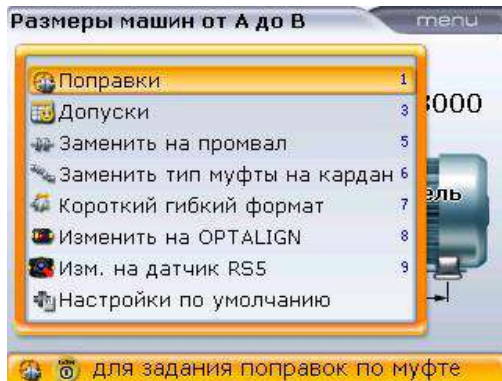 Размеры машин от А до В menu
Поправки 1
Допуски 3
Заменить на промвал 5
Заменить тип муфты на кардан 6
Короткий гибкий формат 7
Изменить на OPTALIGN 8
Изм. на датчик RS5 9
Настройки по умолчанию
3000
ель
для задания поправок по муфте